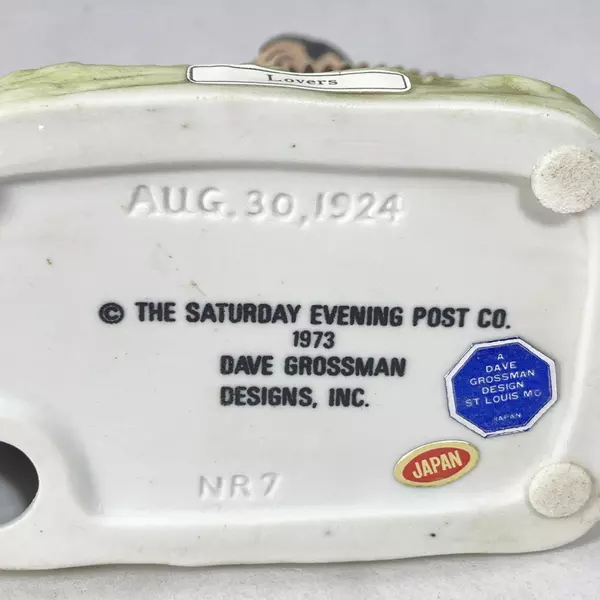 Lovers
AUG. 30, 1924
© THE SATURDAY EVENING POST CO.
1973
DAVE GROSSMAN
DESIGNS, INC.
A
DAVE
GROSSMAN
DESIGN
ST LOUIS MO
JAPAN
JAPAN
NR7